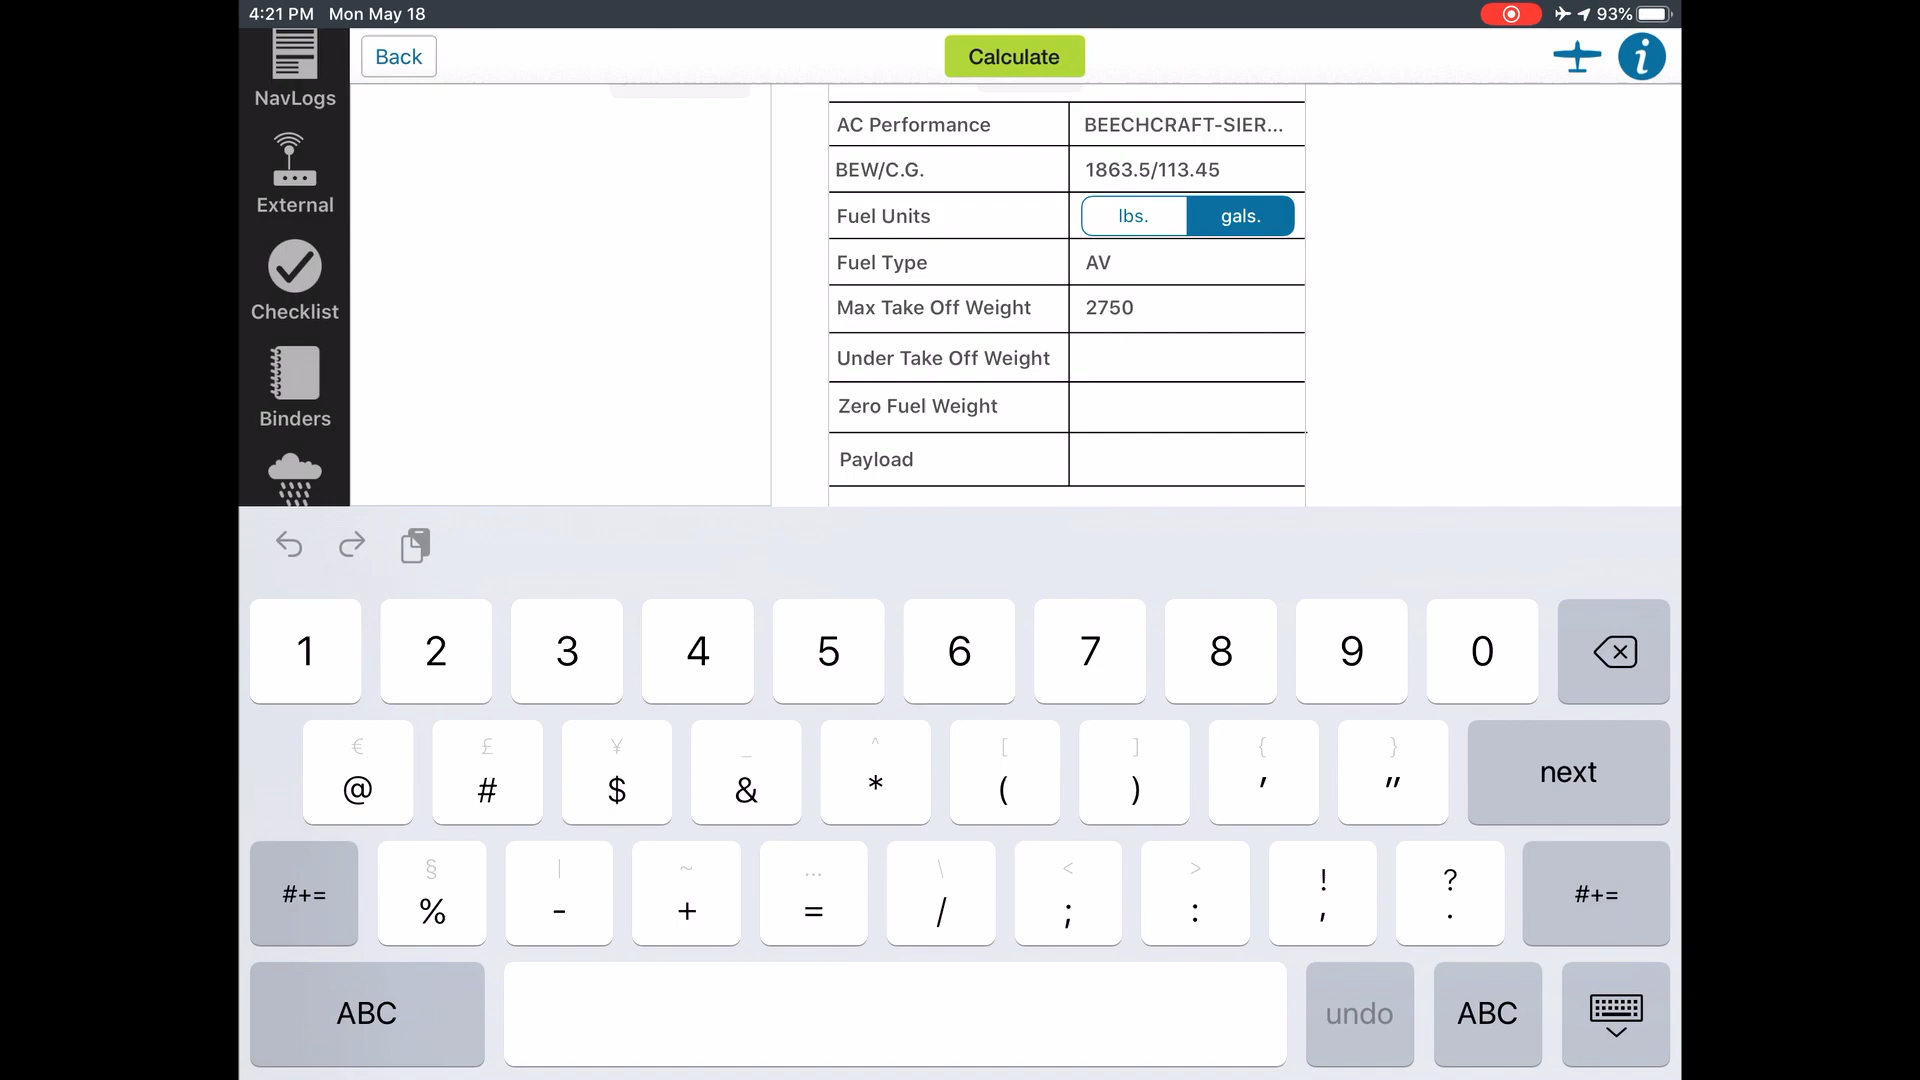 4:21 PM Mon May 18
93%
Back
Calculate
i
NavLogs
External
Checklist
Binders
AC Performance BEECHCRAFT-SIER...
BEW/C.G. 1863.5/113.45
Fuel Units lbs. gals.
Fuel Type AV
Max Take Off Weight 2750
Under Take Off Weight
Zero Fuel Weight
Payload
1 2 3 4 5 6 7 8 9 0
€ £ ¥ _ ^ [ ] { }
@ # $ & * ( ) ' " next
§ | ~ ... \ < > ! ?
#+= % - + = / ; : , . #+=
ABC undo ABC